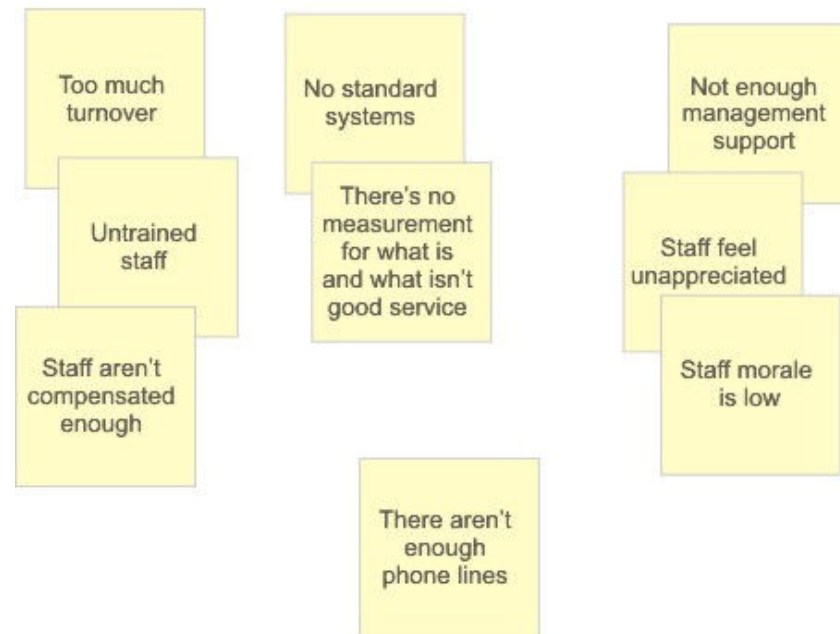 Too much
turnover
Untrained
staff
Staff aren’t
compensated
enough
No standard
systems
There’s no
measurement
for what is
and what isn’t
good service
Not enough
management
support
Staff feel
unappreciated
Staff morale
is low
There aren’t
enough
phone lines